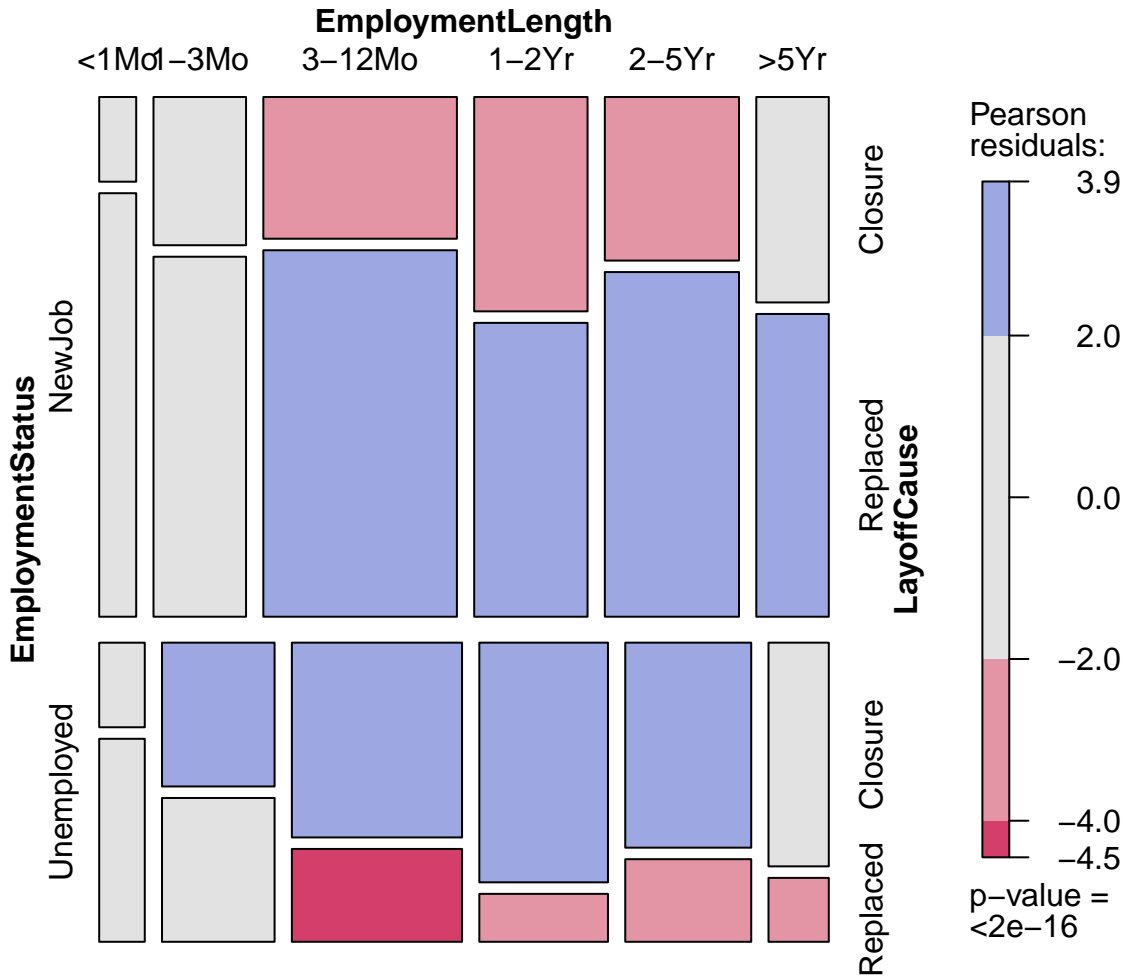 EmploymentLength
<1Mo 1−3Mo 3−12Mo 1−2Yr 2−5Yr >5Yr
EmploymentStatus
NewJob
Unemployed
Closure
Replaced
Closure
Replaced
LayoffCause
Pearson
residuals:
3.9
2.0
0.0
−2.0
−4.0
−4.5
p−value =
<2e−16